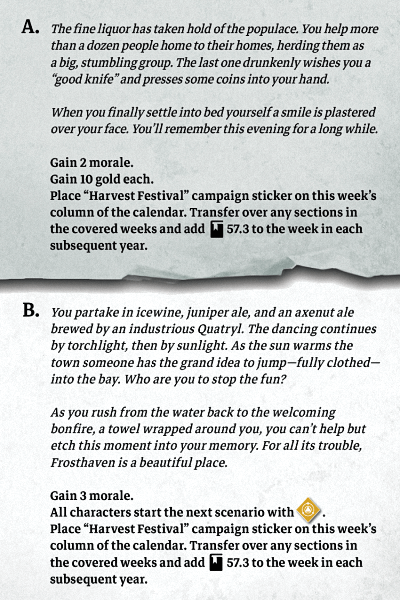 A. The fine liquor has taken hold of the populace. You help more
than a dozen people home to their homes, herding them as
a big, stumbling group. The last one drunkenly wishes you a
“good knife” and presses some coins into your hand.
When you finally settle into bed yourself a smile is plastered
over your face. You’ll remember this evening for a long while.
Gain 2 morale.
Gain 10 gold each.
Place “Harvest Festival” campaign sticker on this week’s
column of the calendar. Transfer over any sections in
the covered weeks and add 57.3 to the week in each
subsequent year.
B. You partake in icewine, juniper ale, and an axenut ale
brewed by an industrious Quatryl. The dancing continues
by torchlight, then by sunlight. As the sun warms the
town someone has the grand idea to jump—fully clothed—
into the bay. Who are you to stop the fun?
As you rush from the water back to the welcoming
bonfire, a towel wrapped around you, you can’t help but
etch this moment into your memory. For all its trouble,
Frosthaven is a beautiful place.
Gain 3 morale.
All characters start the next scenario with .
Place “Harvest Festival” campaign sticker on this week’s
column of the calendar. Transfer over any sections in
the covered weeks and add 57.3 to the week in each
subsequent year.